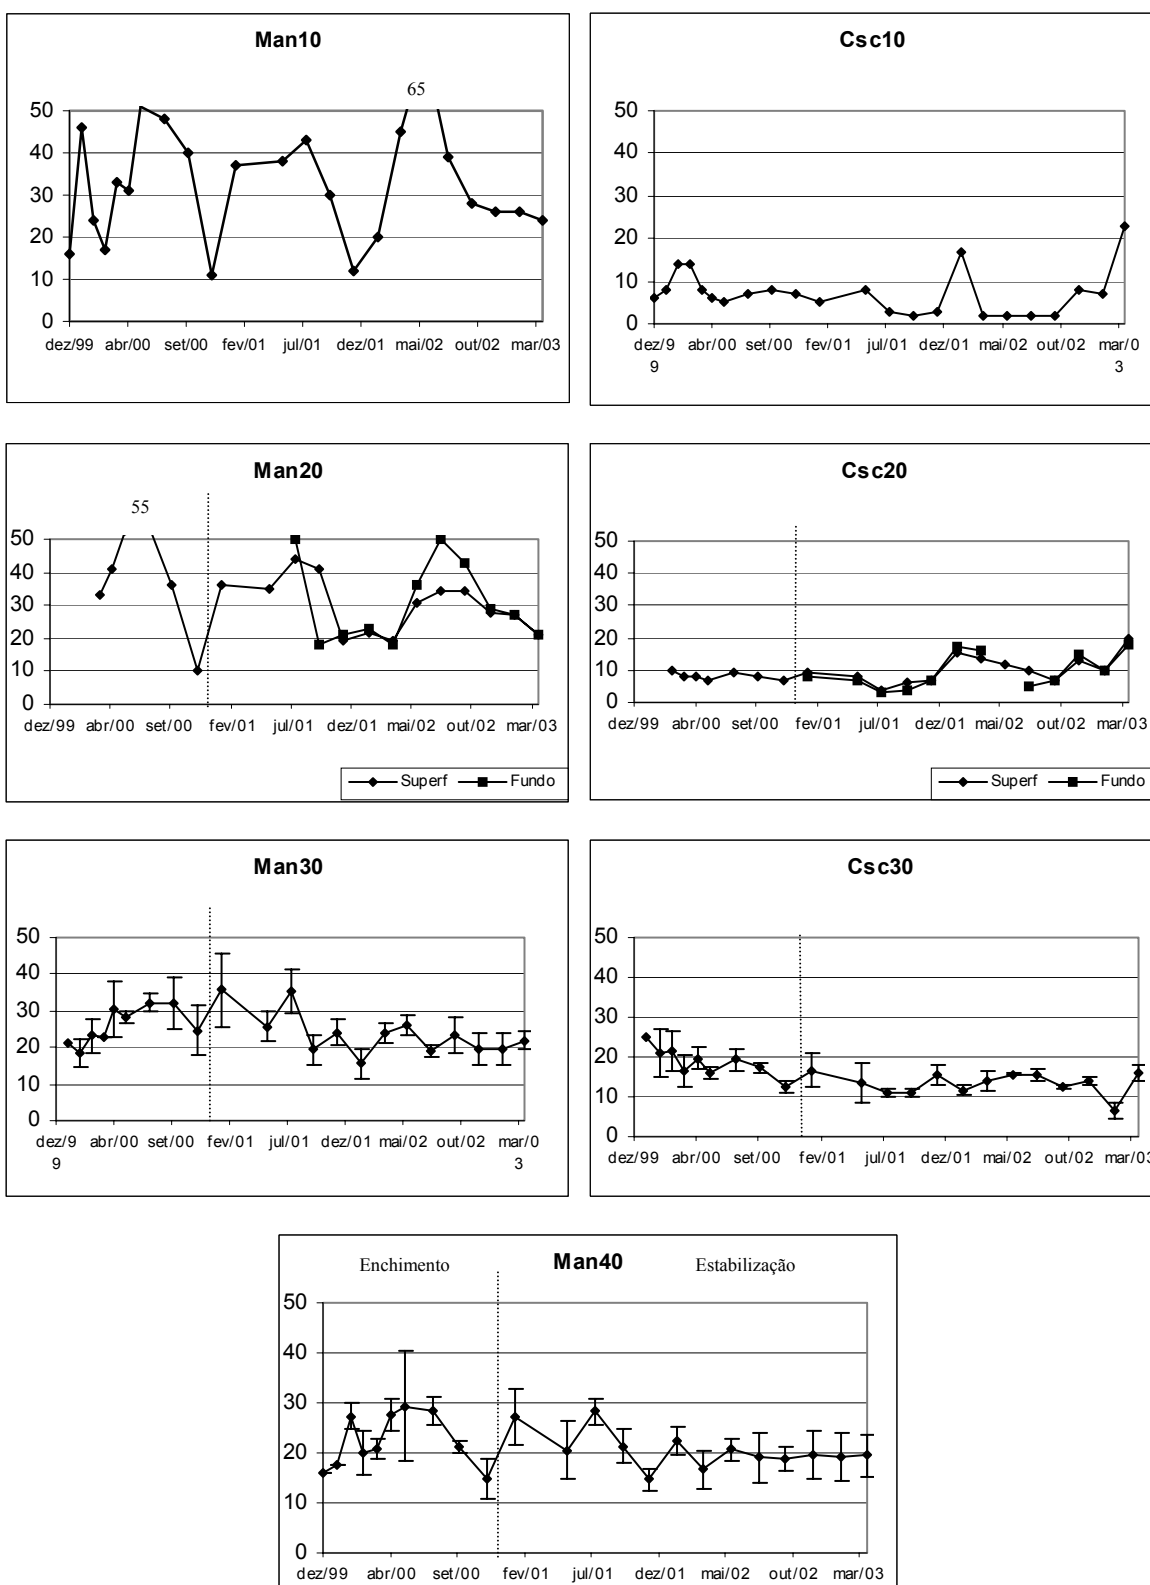 Man10
65
50
40
30
20
10
0
dez/99 abr/00 set/00 fev/01 jul/01 dez/01 mai/02 out/02 mar/03
Csc10
50
40
30
20
10
0
dez/9 abr/00 set/00 fev/01 jul/01 dez/01 mai/02 out/02 mar/0
9 3
Man20
55
50
40
30
20
10
0
dez/99 abr/00 set/00 fev/01 jul/01 dez/01 mai/02 out/02 mar/03
Superf Fundo
Csc20
50
40
30
20
10
0
dez/99 abr/00 set/00 fev/01 jul/01 dez/01 mai/02 out/02 mar/03
Superf Fundo
Man30
50
40
30
20
10
0
dez/9 abr/00 set/00 fev/01 jul/01 dez/01 mai/02 out/02 mar/0
9 3
Csc30
50
40
30
20
10
0
dez/99 abr/00 set/00 fev/01 jul/01 dez/01 mai/02 out/02 mar/03
Enchimento Man40 Estabilização
50
40
30
20
10
0
dez/99 abr/00 set/00 fev/01 jul/01 dez/01 mai/02 out/02 mar/03